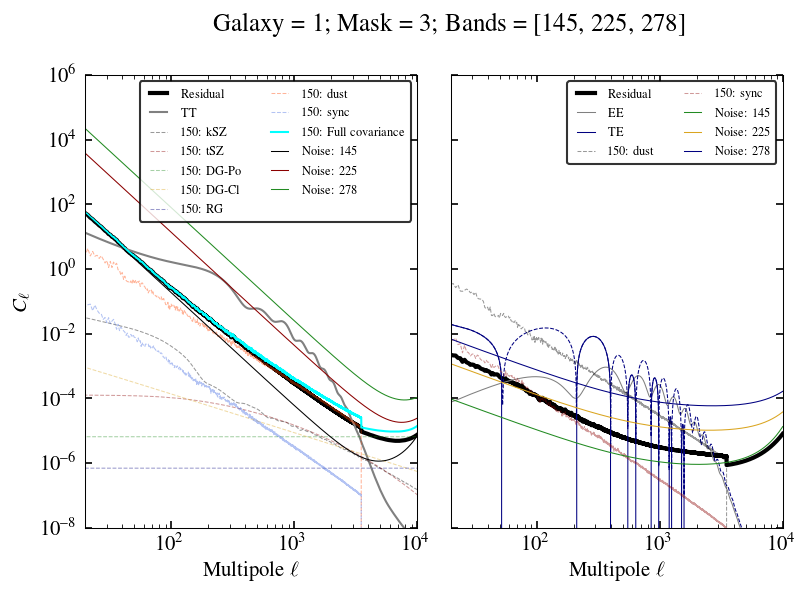 Galaxy = 1; Mask = 3; Bands = [145, 225, 278]
Residual
TT
150: kSZ
150: tSZ
150: DG-Po
150: DG-Cl
150: RG
150: dust
150: sync
150: Full covariance
Noise: 145
Noise: 225
Noise: 278
Residual
EE
TE
150: dust
150: sync
Noise: 145
Noise: 225
Noise: 278
10^6
10^4
10^2
10^0
10^−2
10^−4
10^−6
10^−8
C_ℓ
10^2
10^3
10^4
Multipole ℓ
10^2
10^3
10^4
Multipole ℓ